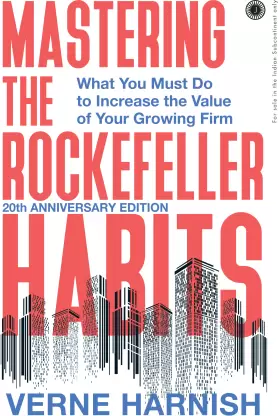 MASTERING
THE
What You Must Do
to Increase the Value
of Your Growing Firm
ROCKEFELLER
20th ANNIVERSARY EDITION
HABITS
VERNE HARNISH
For sale in the Indian Subcontinent only